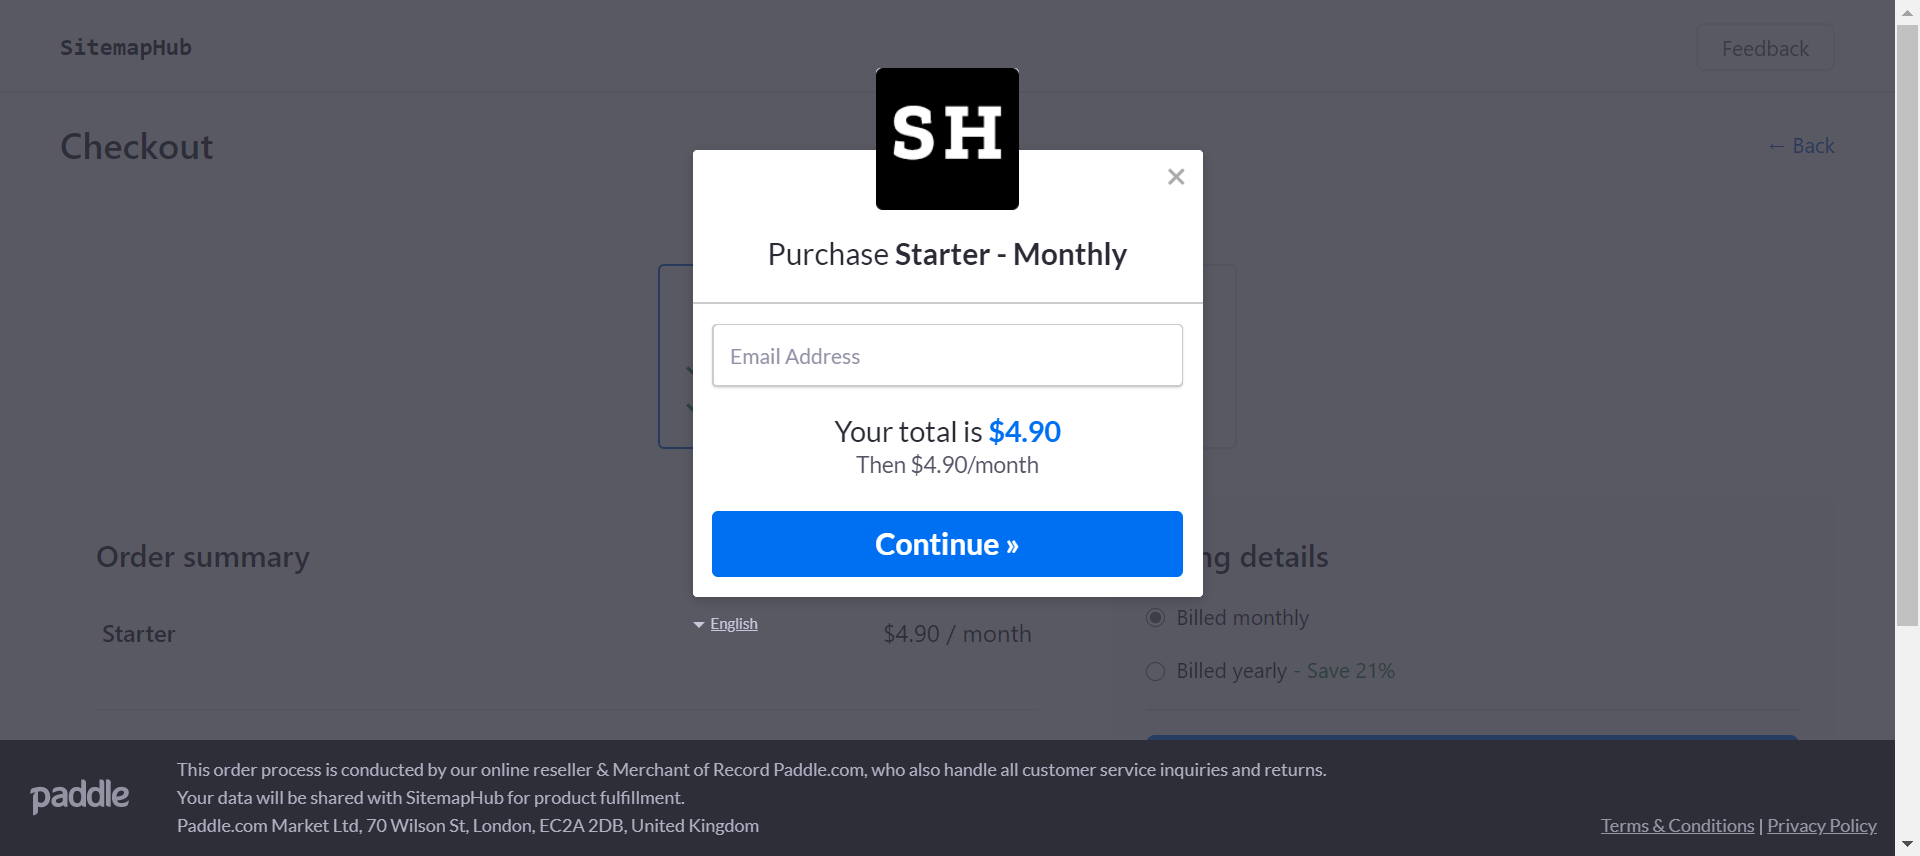 SitemapHub
Feedback
Checkout
← Back
SH
×
Purchase Starter - Monthly
Email Address
Your total is $4.90
Then $4.90/month
Continue »
English
Order summary
Starter
$4.90 / month
ng details
Billed monthly
Billed yearly - Save 21%
paddle
This order process is conducted by our online reseller & Merchant of Record Paddle.com, who also handle all customer service inquiries and returns.
Your data will be shared with SitemapHub for product fulfillment.
Paddle.com Market Ltd, 70 Wilson St, London, EC2A 2DB, United Kingdom
Terms & Conditions | Privacy Policy